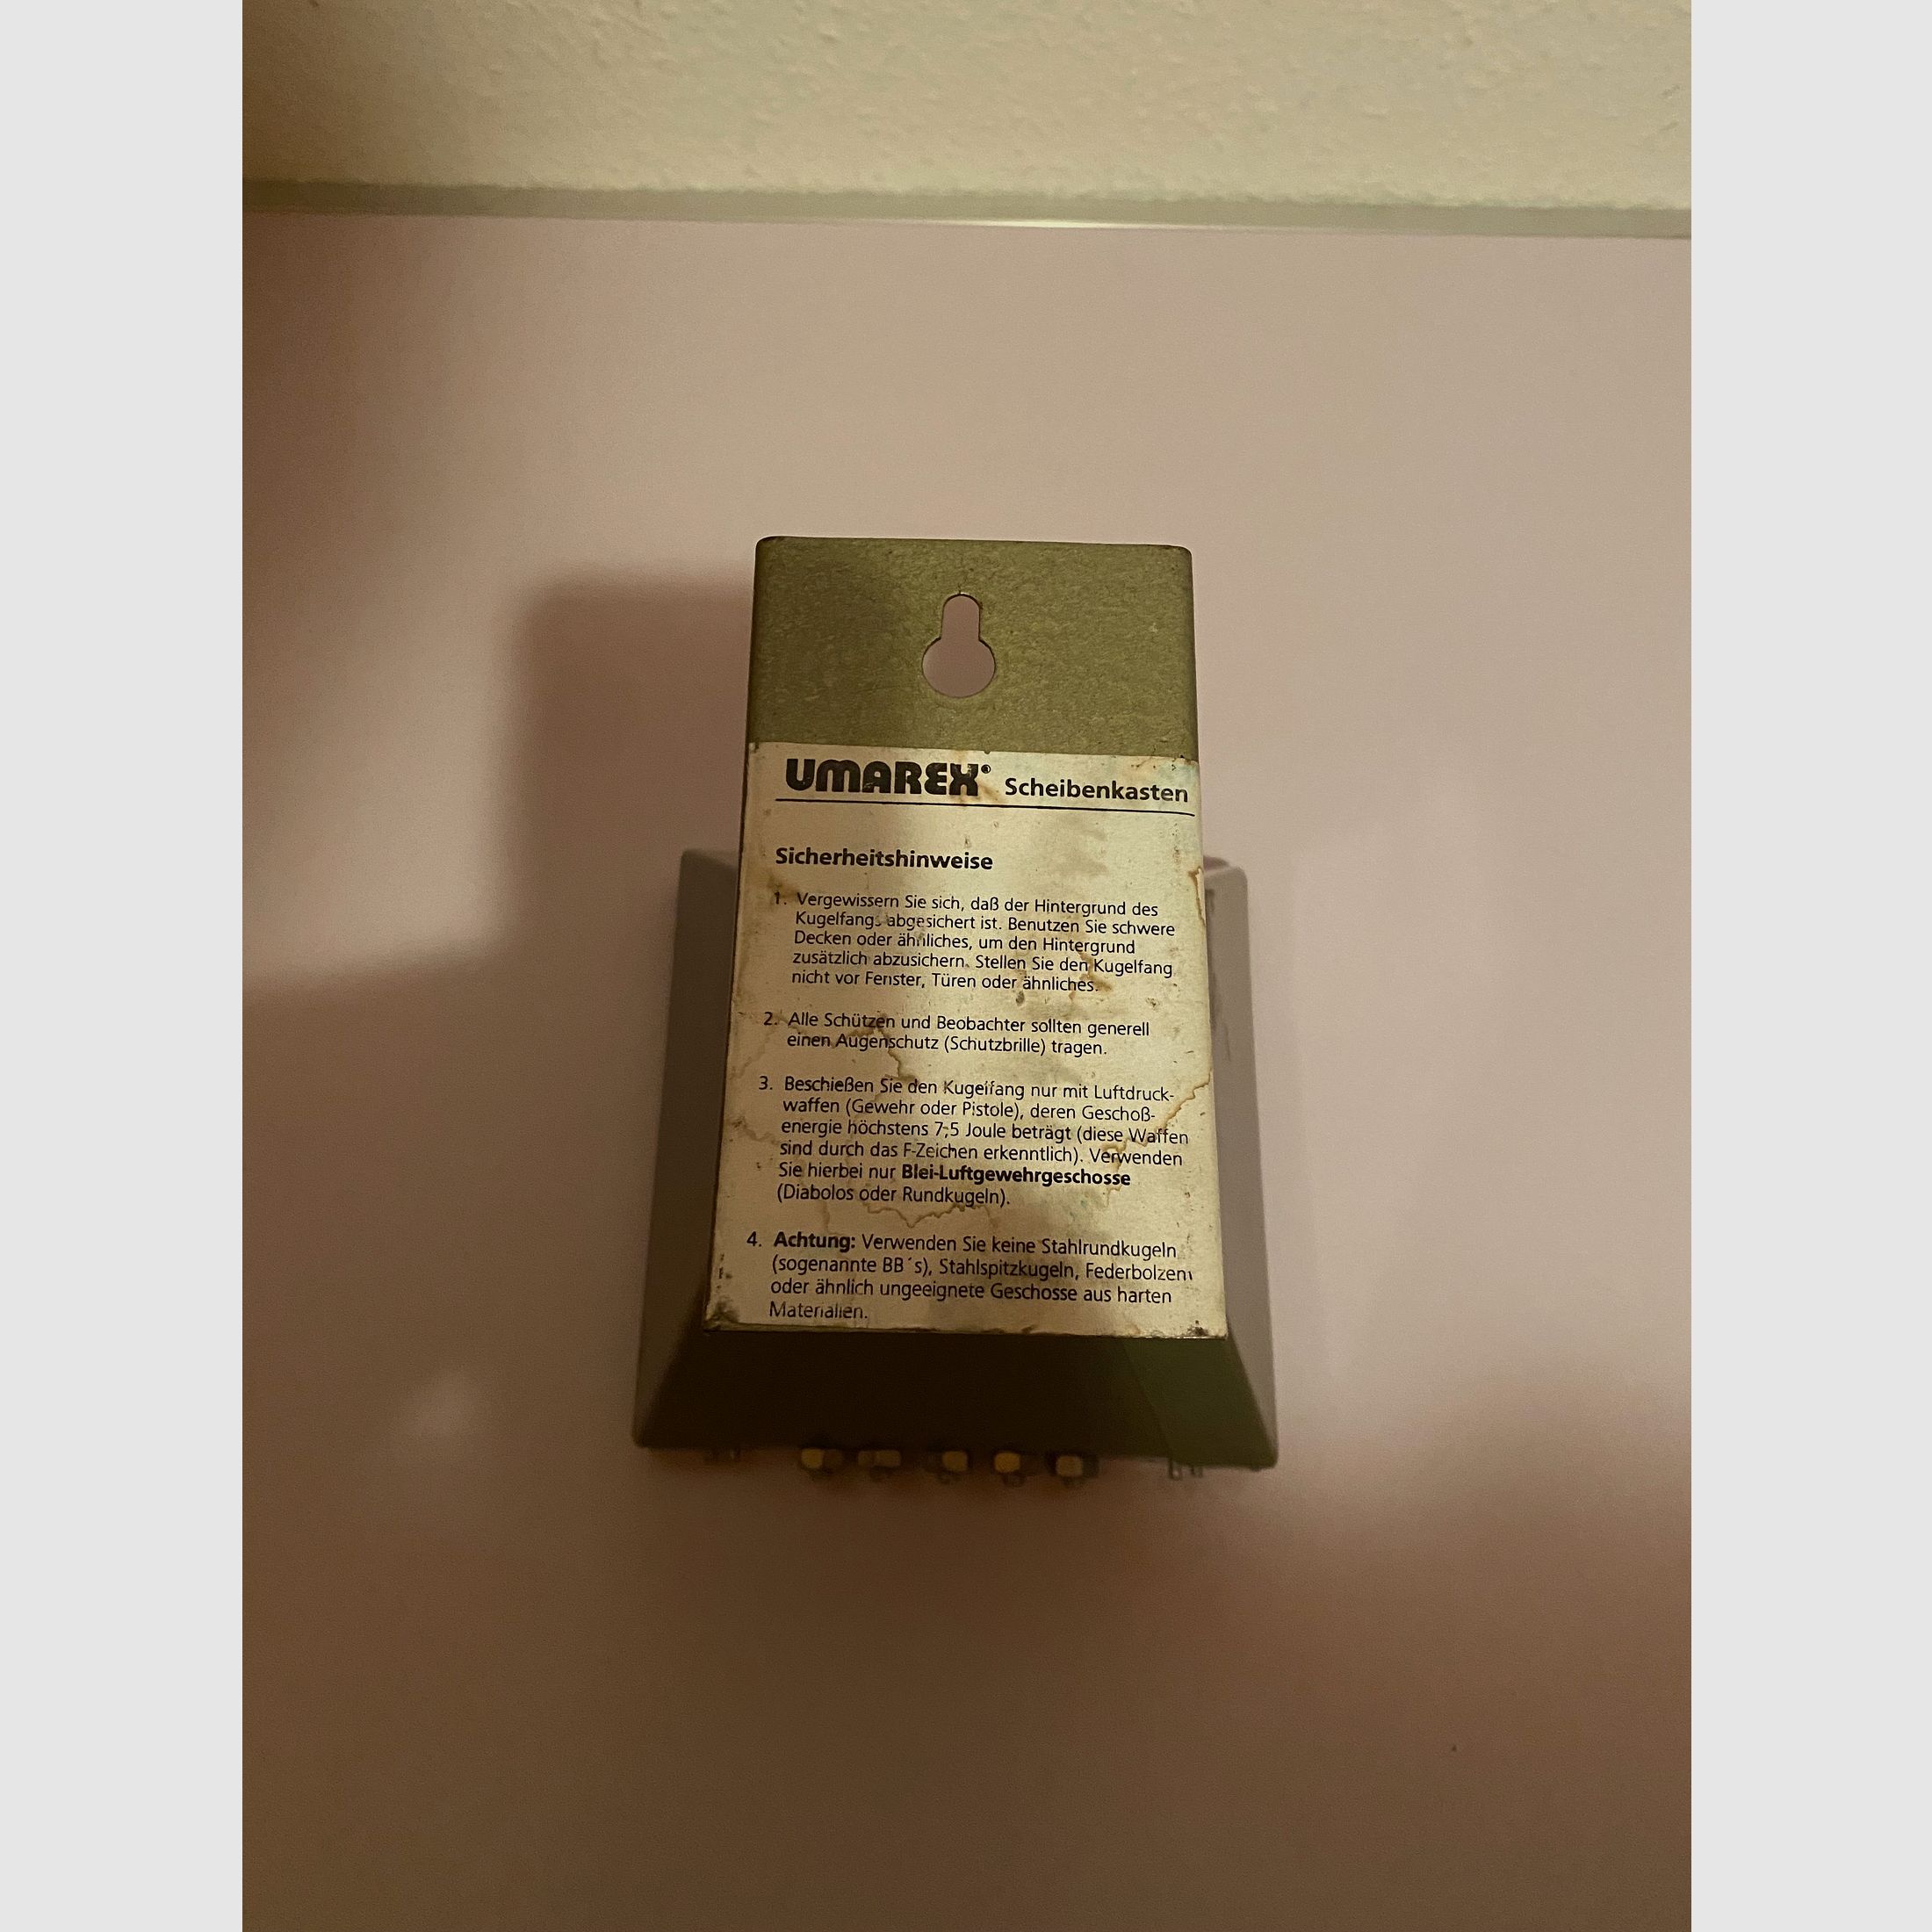 UMAREX® Scheibenkasten
Sicherheitshinweise
1. Vergewissern Sie sich, daß der Hintergrund des
Kugelfangs abgesichert ist. Benutzen Sie schwere
Decken oder ähnliches, um den Hintergrund
zusätzlich abzusichern. Stellen Sie den Kugelfang
nicht vor Fenster, Türen oder ähnliches.
2. Alle Schützen und Beobachter sollten generell
einen Augenschutz (Schutzbrille) tragen.
3. Beschießen Sie den Kugelfang nur mit Luftdruck-
waffen (Gewehr oder Pistole), deren Geschoß-
energie höchstens 7,5 Joule beträgt (diese Waffen
sind durch das F-Zeichen erkenntlich). Verwenden
Sie hierbei nur Blei-Luftgewehrgeschosse
(Diabolos oder Rundkugeln).
4. Achtung: Verwenden Sie keine Stahlrundkugeln
(sogenannte BB´s), Stahlspitzkugeln, Federbolzen
oder ähnlich ungeeignete Geschosse aus harten
Materialien.